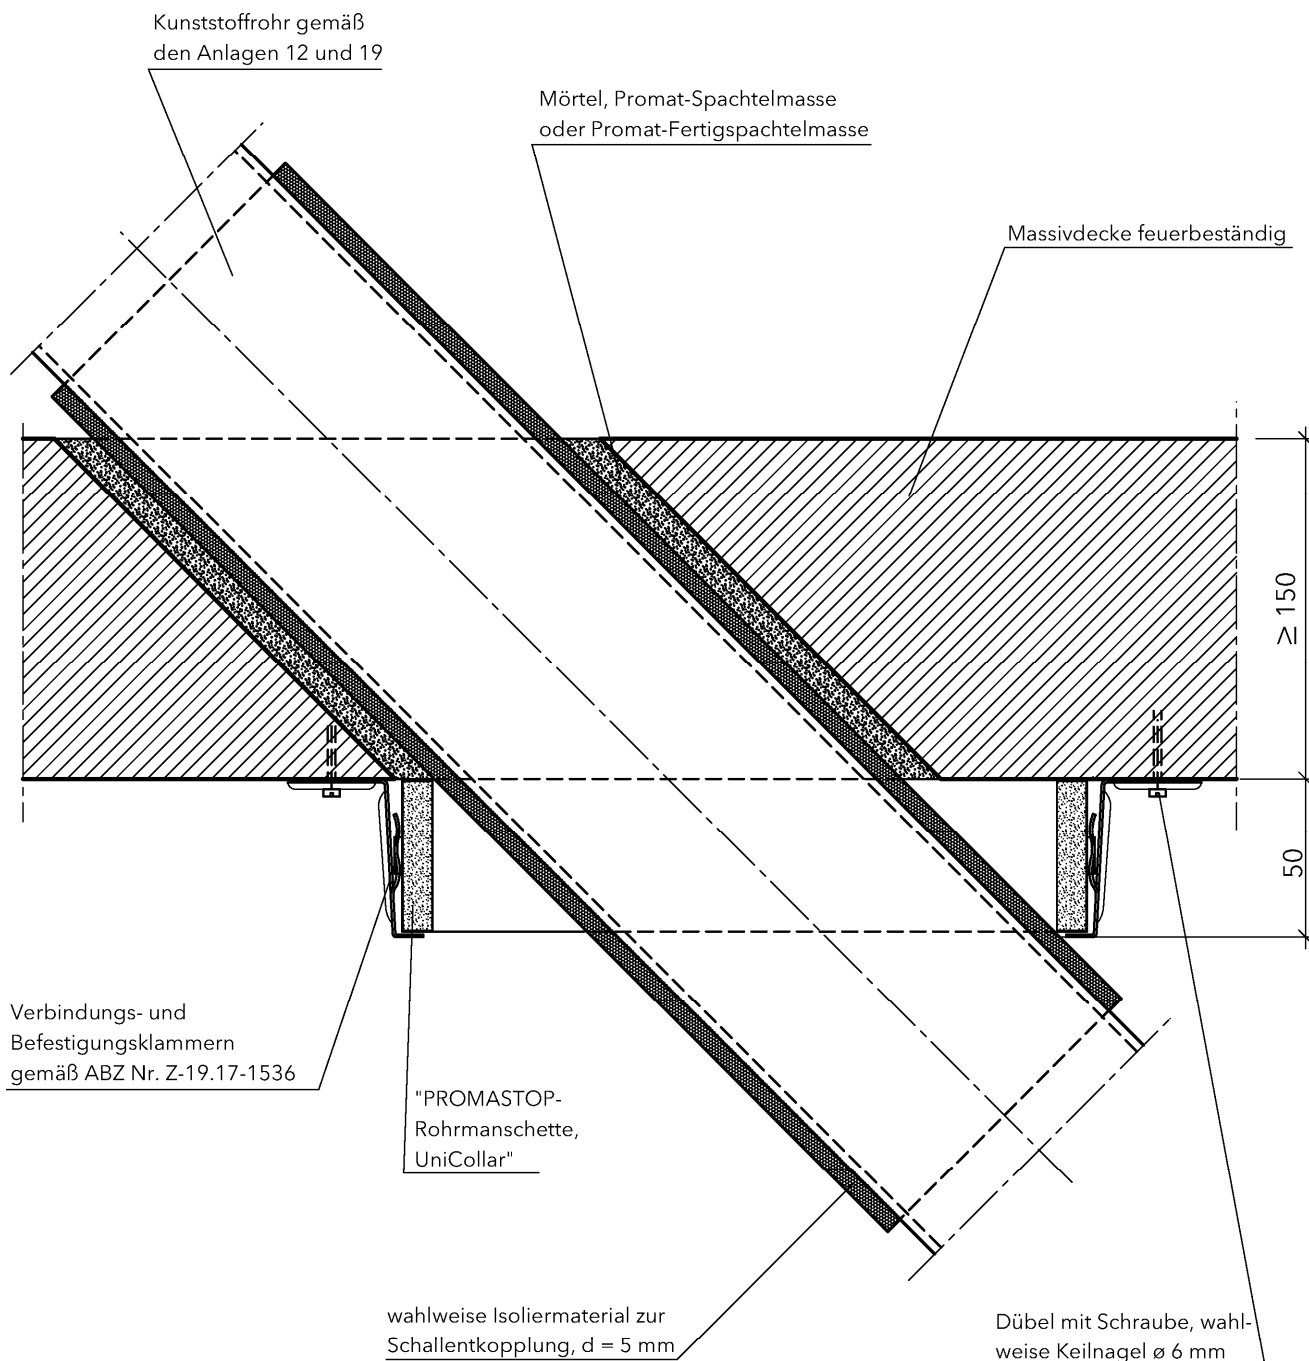 Kunststoffrohr gemäß
den Anlagen 12 und 19
Mörtel, Promat-Spachtelmasse
oder Promat-Fertigspachtelmasse
Massivdecke feuerbeständig
≥ 150
50
Verbindungs- und
Befestigungsklammern
gemäß ABZ Nr. Z-19.17-1536
"PROMASTOP-
Rohrmanschette,
UniCollar"
wahlweise Isoliermaterial zur
Schallentkopplung, d = 5 mm
Dübel mit Schraube, wahl-
weise Keilnagel ø 6 mm